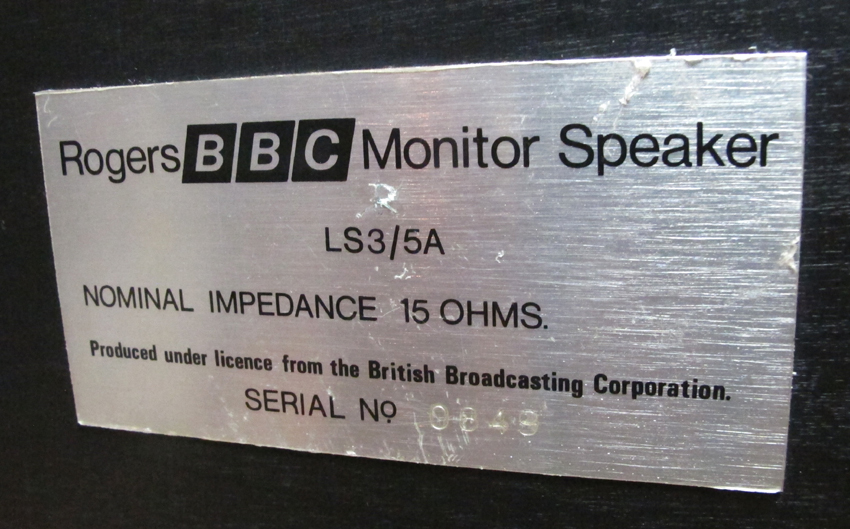 Rogers BBC Monitor Speaker
LS3/5A
NOMINAL IMPEDANCE 15 OHMS.
Produced under licence from the British Broadcasting Corporation.
SERIAL Nº